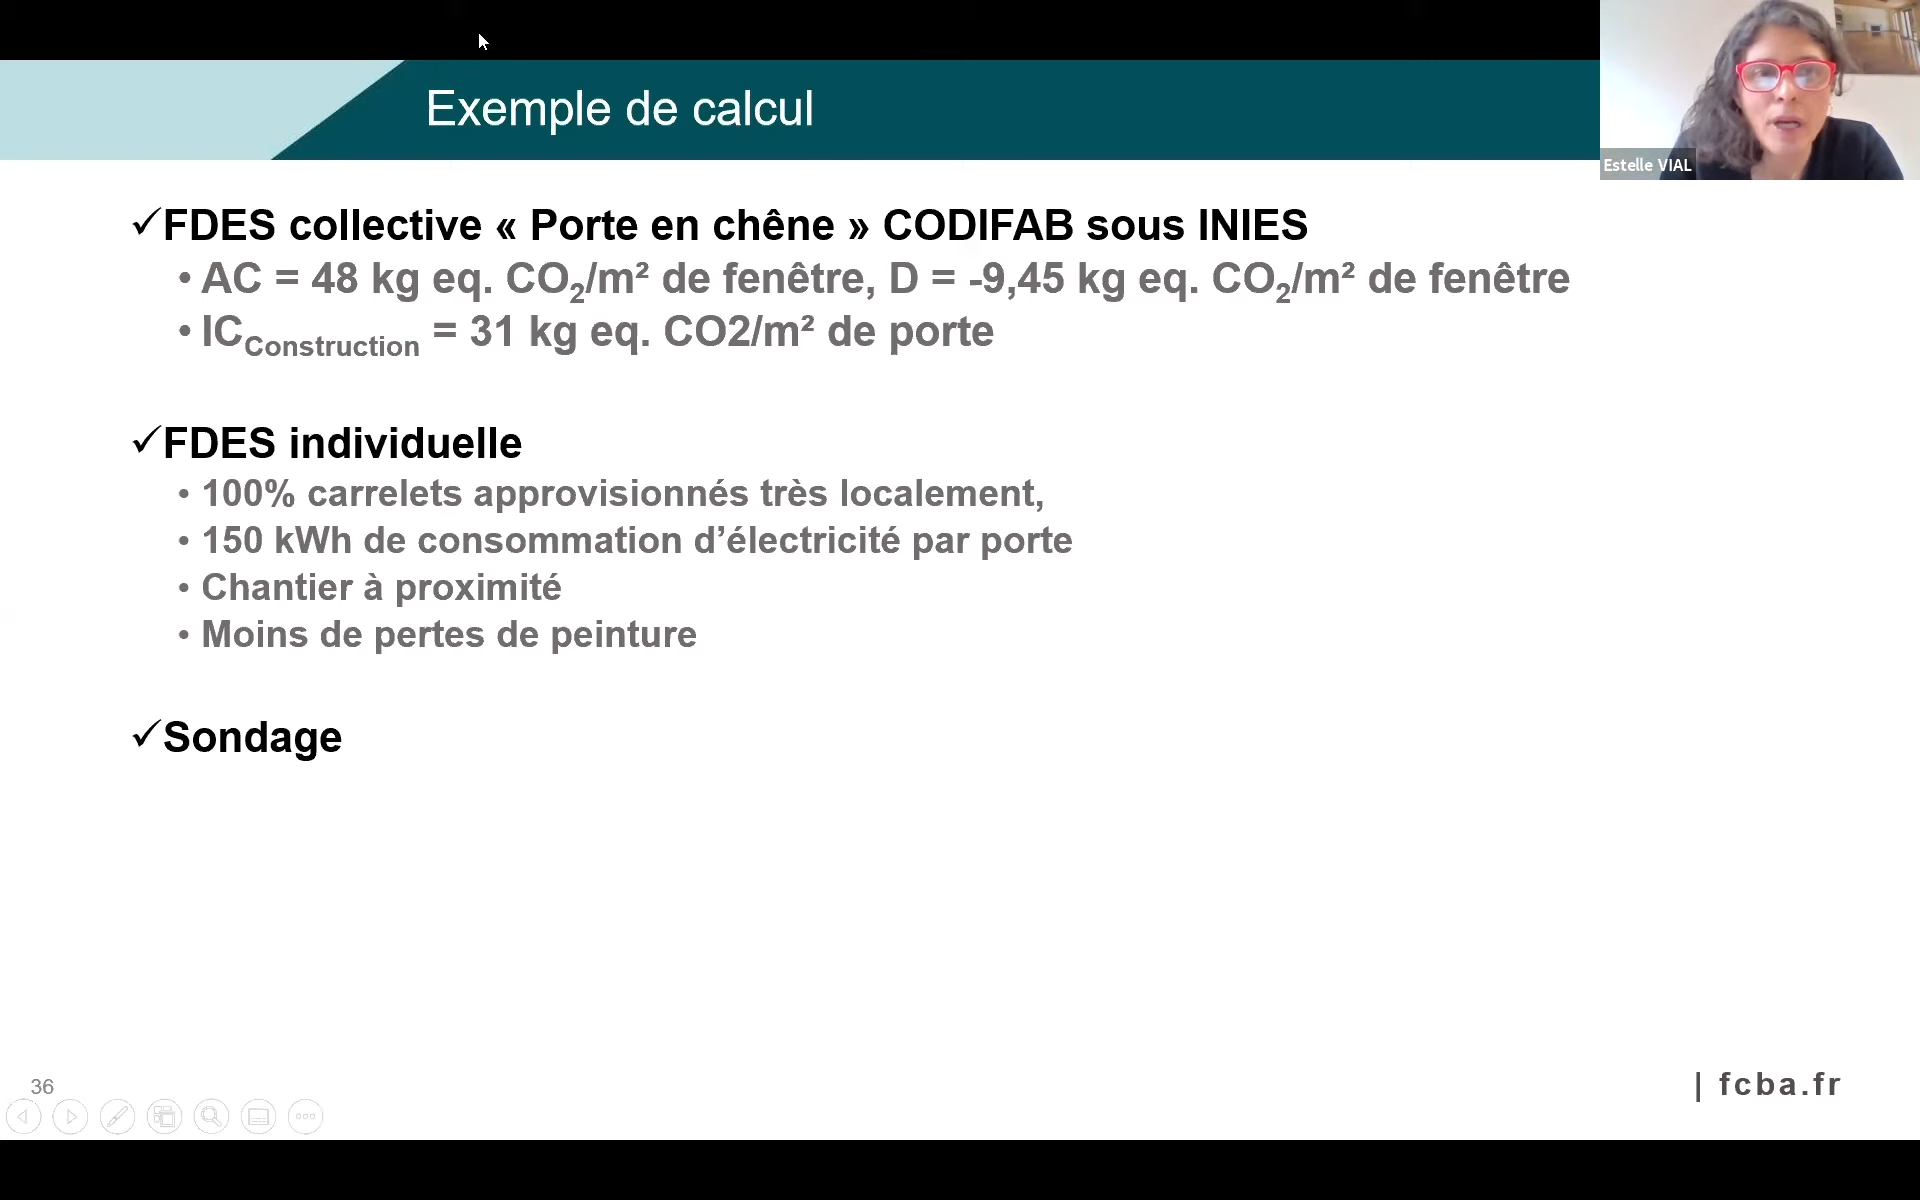 Exemple de calcul
Estelle VIAL
✓FDES collective « Porte en chêne » CODIFAB sous INIES
• AC = 48 kg eq. CO₂/m² de fenêtre, D = -9,45 kg eq. CO₂/m² de fenêtre
• IC_Construction = 31 kg eq. CO2/m² de porte
✓FDES individuelle
• 100% carrelets approvisionnés très localement,
• 150 kWh de consommation d’électricité par porte
• Chantier à proximité
• Moins de pertes de peinture
✓Sondage
36
| fcba.fr